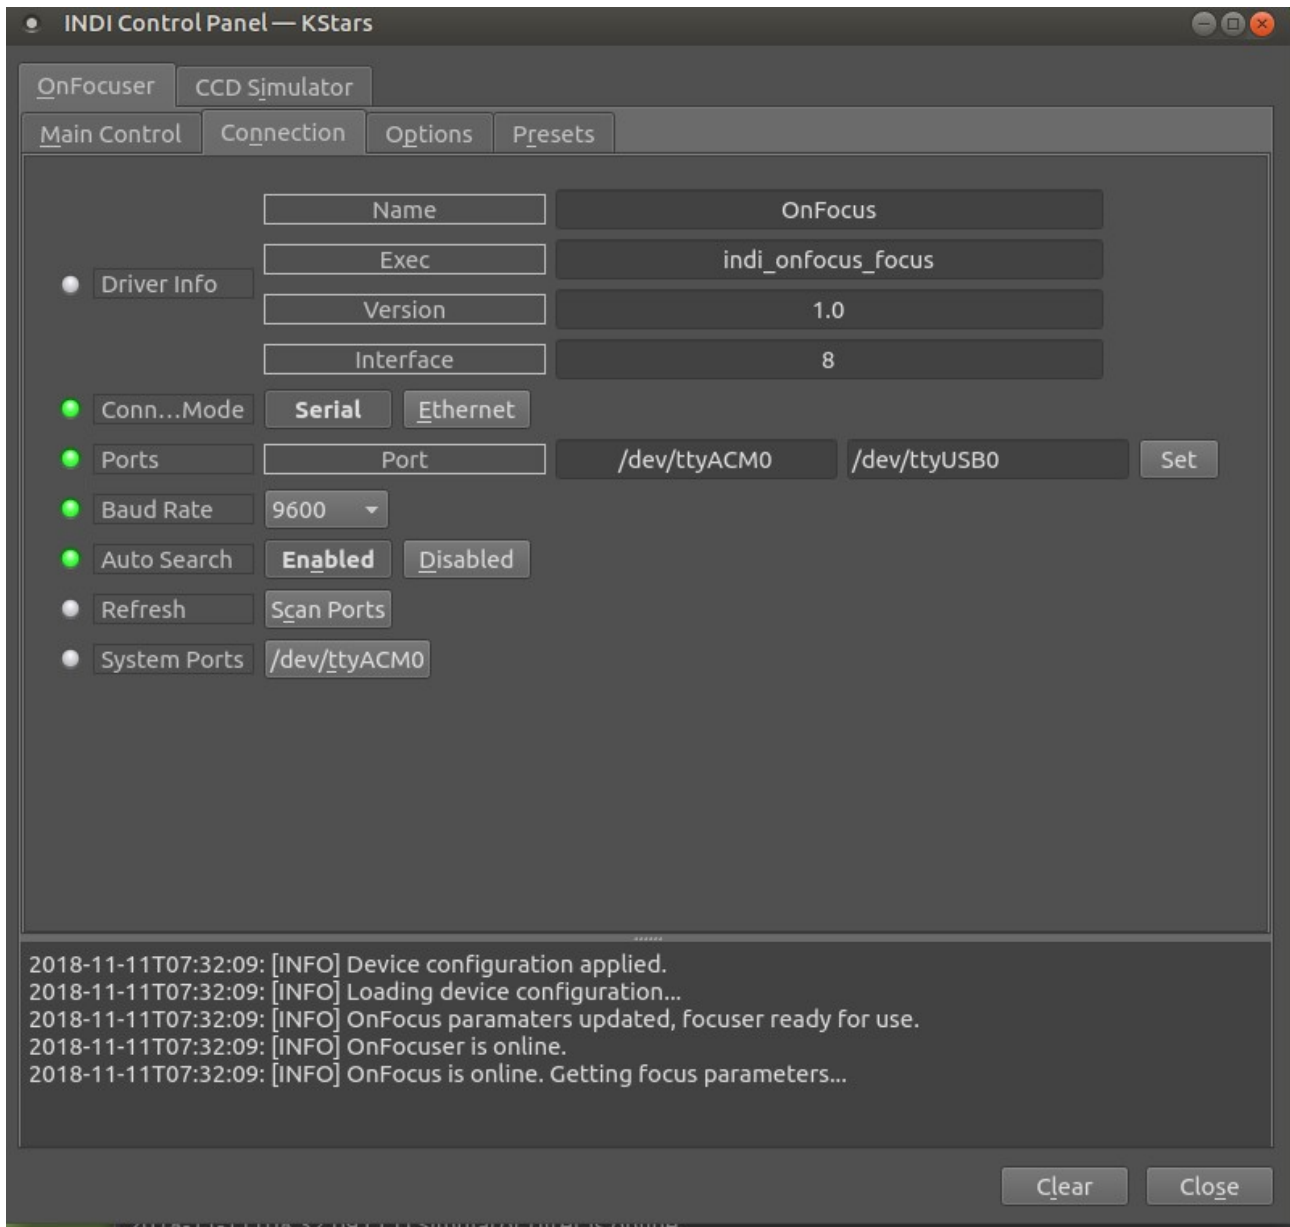 INDI Control Panel — KStars
OnFocuser CCD Simulator
Main Control Connection Options Presets
Name OnFocus
Exec indi_onfocus_focus
Driver Info
Version 1.0
Interface 8
Conn...Mode Serial Ethernet
Ports Port /dev/ttyACM0 /dev/ttyUSB0 Set
Baud Rate 9600
Auto Search Enabled Disabled
Refresh Scan Ports
System Ports /dev/ttyACM0
2018-11-11T07:32:09: [INFO] Device configuration applied.
2018-11-11T07:32:09: [INFO] Loading device configuration...
2018-11-11T07:32:09: [INFO] OnFocus paramaters updated, focuser ready for use.
2018-11-11T07:32:09: [INFO] OnFocuser is online.
2018-11-11T07:32:09: [INFO] OnFocus is online. Getting focus parameters...
Clear Close